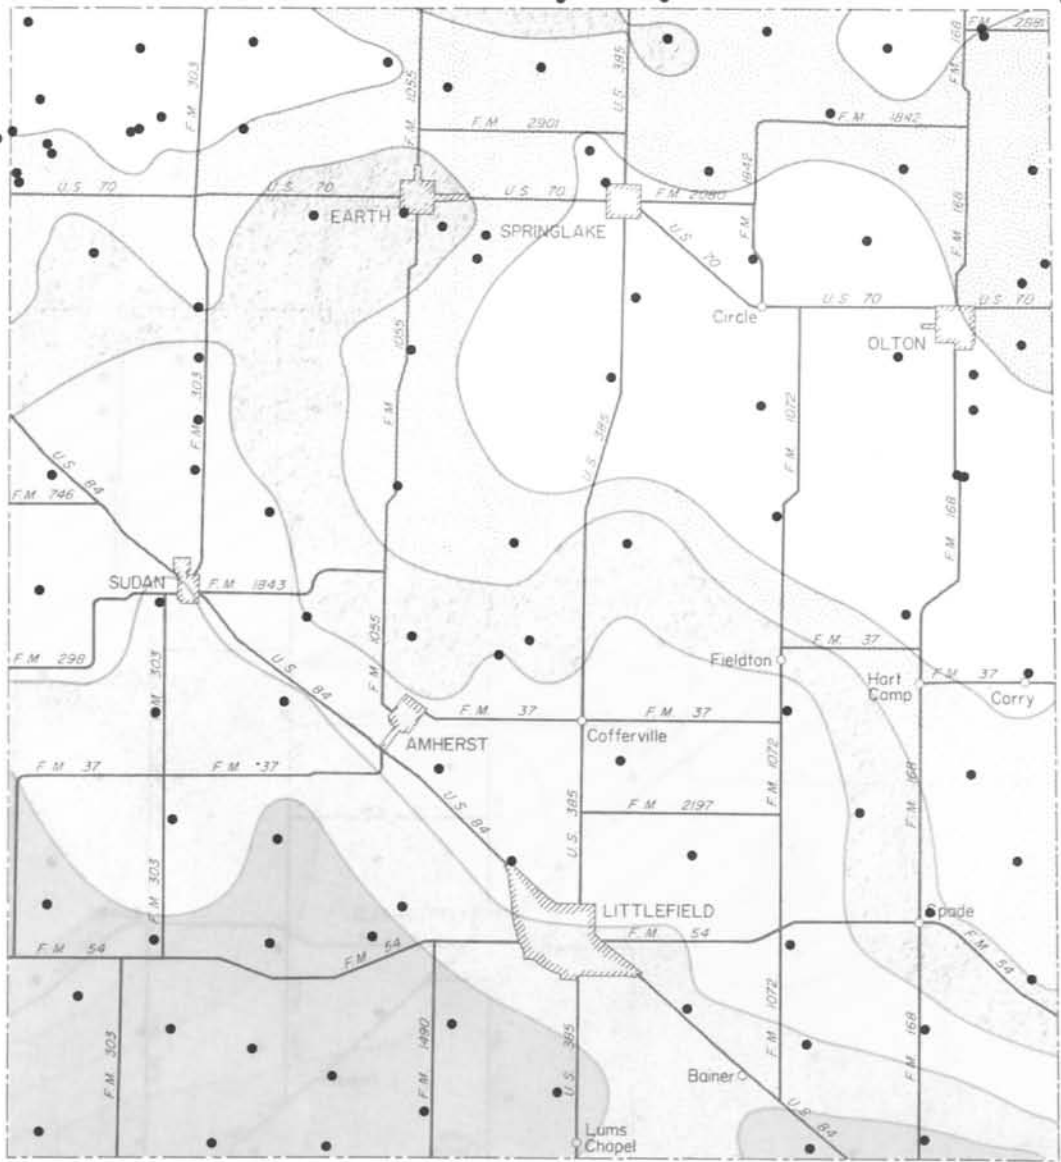 F. M. 2881
F. M. 168
F. M. 303
F. M. 1055
U. S. 385
F. M. 2901
F. M. 1842
F. M. 1842
U. S. 70
U. S. 70
U. S. 70
F. M. 2080
F. M. 168
EARTH
SPRINGLAKE
U. S. 70
Circle
U. S. 70
U. S. 70
OLTON
F. M. 1055
F. M. 303
F. M. 1072
U. S. 385
U. S. 84
F. M. 746
F. M. 168
SUDAN
F. M. 1843
F. M. 1055
F. M. 298
F. M. 303
U. S. 84
Fieldton
F. M. 37
Hart
Camp
F. M. 37
Corry
AMHERST
F. M. 37
Cofferville
F. M. 37
F. M. 37
F. M. 37
F. M. 1072
F. M. 168
U. S. 84
U. S. 385
F. M. 2197
F. M. 303
LITTLEFIELD
Spade
F. M. 54
F. M. 54
F. M. 54
F. M. 54
F. M. 303
F. M. 1490
U. S. 385
F. M. 1072
F. M. 168
Bainer
U. S. 84
Lums
Chapel